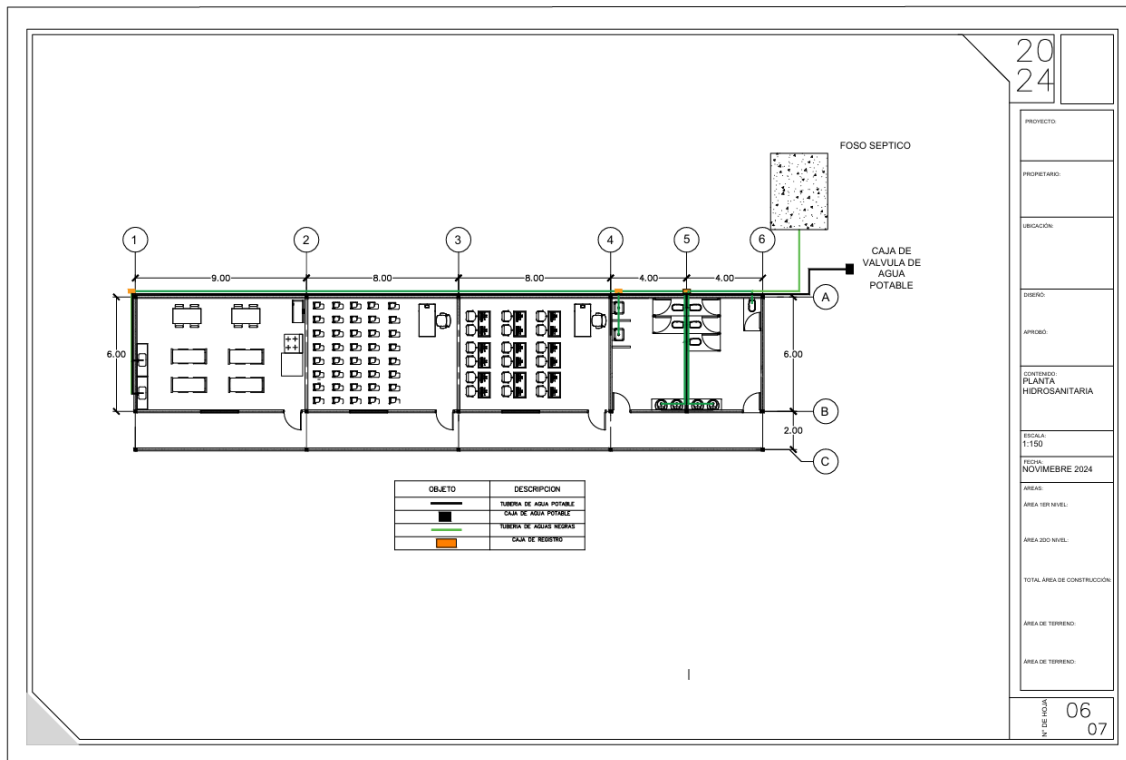 20
24
PROYECTO:
PROPIETARIO:
UBICACIÓN:
DISEÑO:
APROBÓ:
CONTENIDO:
PLANTA
HIDROSANITARIA
ESCALA:
1:150
FECHA:
NOVIMEBRE 2024
AREAS:
ÁREA 1ER NIVEL:
ÁREA 2DO NIVEL:
TOTAL ÁREA DE CONSTRUCCIÓN:
ÁREA DE TERRENO:
ÁREA DE TERRENO:
N° DE HOJA
06
07
FOSO SEPTICO
CAJA DE
VALVULA DE
AGUA
POTABLE
1 2 3 4 5 6
9.00 8.00 8.00 4.00 4.00
A
6.00 6.00
B
2.00
C
OBJETO DESCRIPCION
TUBERIA DE AGUA POTABLE
CAJA DE AGUA POTABLE
TUBERIA DE AGUAS NEGRAS
CAJA DE REGISTRO